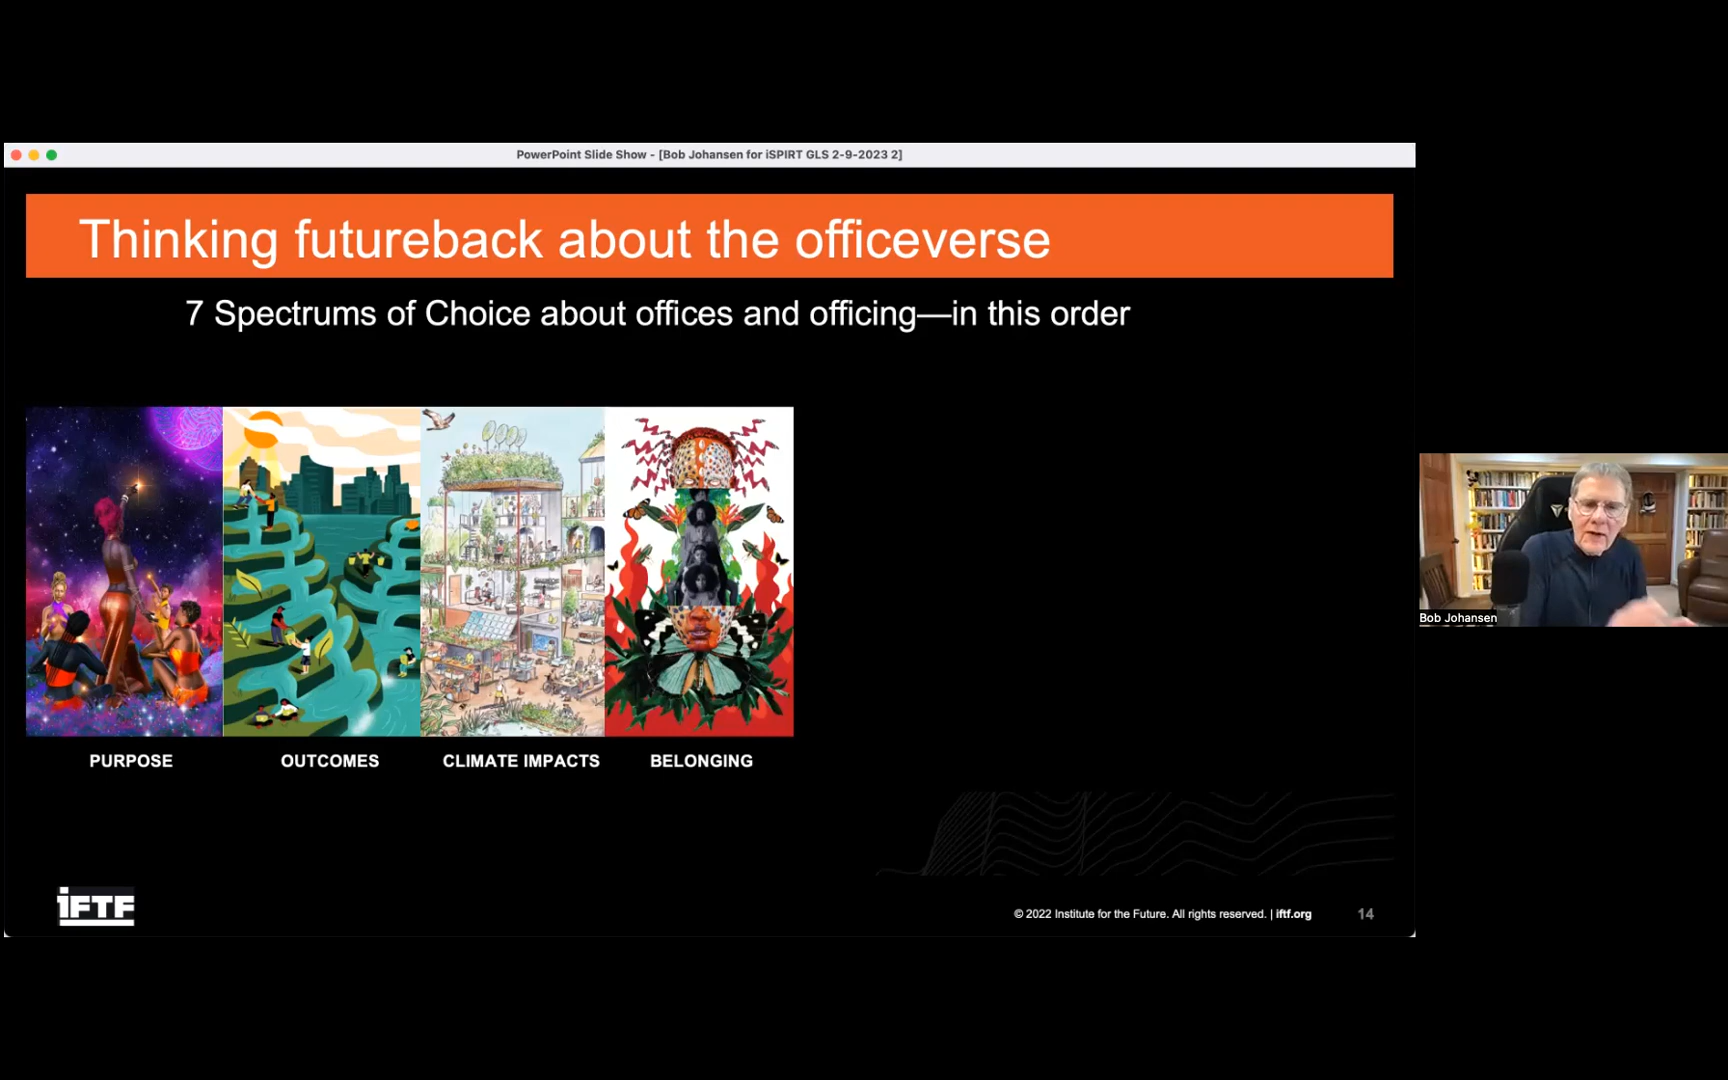 PowerPoint Slide Show - [Bob Johansen for iSPIRT GLS 2-9-2023 2]
Thinking futureback about the officeverse
7 Spectrums of Choice about offices and officing—in this order
PURPOSE
OUTCOMES
CLIMATE IMPACTS
BELONGING
Bob Johansen
iFTF
© 2022 Institute for the Future. All rights reserved. | iftf.org
14